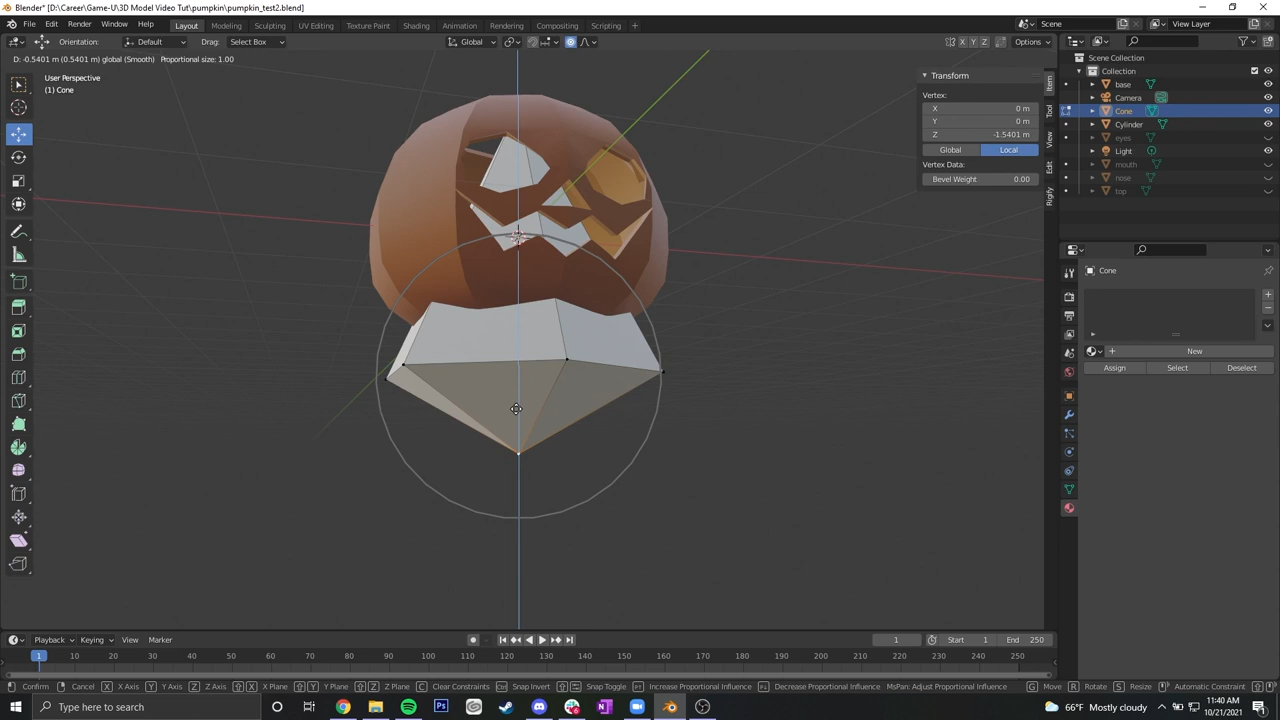 Blender* [D:\Career\Game-U\3D Model Video Tut\pumpkin\pumpkin_test2.blend]
File Edit Render Window Help Layout Modeling Sculpting UV Editing Texture Paint Shading Animation Rendering Compositing Scripting Scene View Layer
Orientation: Default Drag: Select Box Global X Y Z Options
D: -0.5401 m (0.5401 m) global (Smooth) Proportional size: 1.00
User Perspective
(1) Cone
Transform
Vertex:
X 0 m
Y 0 m
Z -1.5401 m
Global Local
Vertex Data:
Bevel Weight 0.00
Item
Tool
View
Edit
Rigify
Scene Collection
Collection
base
Camera
Cone
Cylinder
eyes
Light
mouth
nose
top
Cone
New
Assign Select Deselect
Playback Keying View Marker 1 Start 1 End 250
1 10 20 30 40 50 60 70 80 90 100 110 120 130 140 150 160 170 180 190 200 210 220 230 240 250
Confirm Cancel X X Axis Y Y Axis Z Z Axis X X Plane Y Y Plane Z Z Plane C Clear Constraints Snap Invert Snap Toggle Increase Proportional Influence Decrease Proportional Influence MsPan: Adjust Proportional Influence G Move R Rotate S Resize Automatic Constraint
Type here to search
66°F Mostly cloudy
11:40 AM
10/21/2021